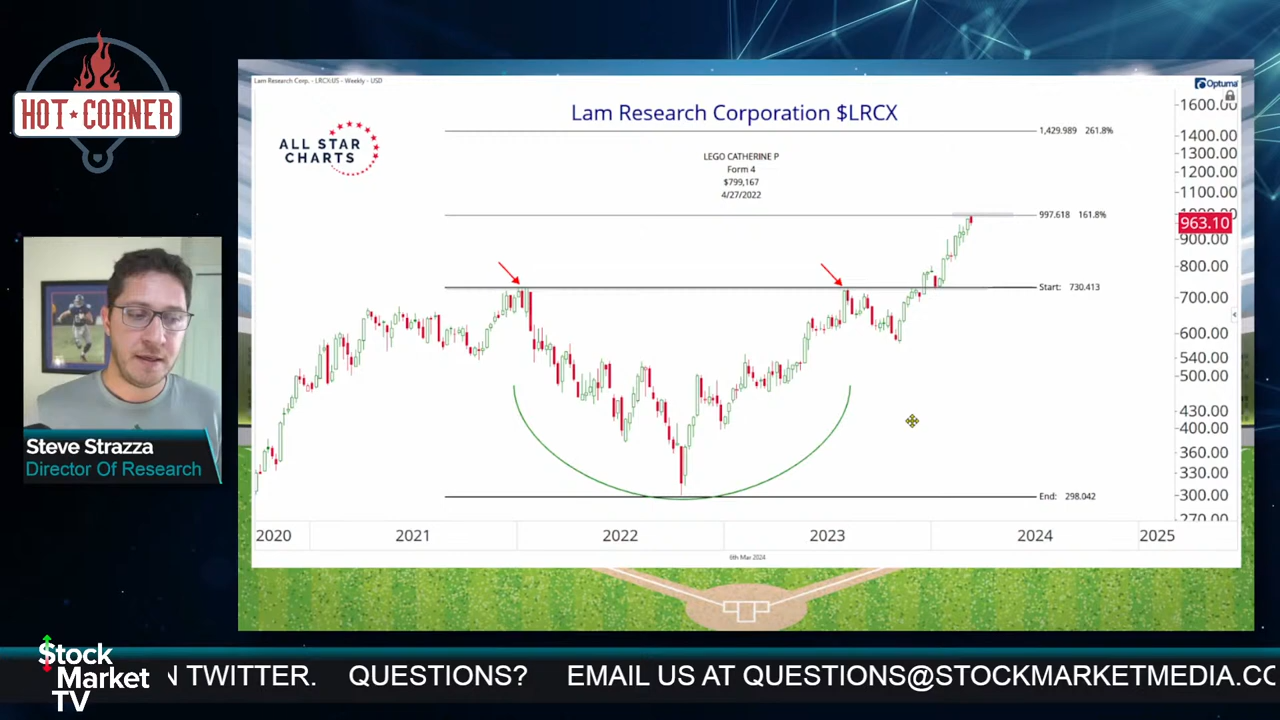 HOT★CORNER
Lam Research Corp. - LRCX:US - Weekly - USD
Optuma
Lam Research Corporation $LRCX
ALL STAR
CHARTS
LEGO CATHERINE P
Form 4
$799,167
4/27/2022
1,429.989 261.8%
997.618 161.8%
Start: 730.413
End: 298.042
1600.00
1400.00
1300.00
1200.00
1100.00
963.10
900.00
800.00
700.00
600.00
540.00
500.00
430.00
400.00
360.00
330.00
300.00
270.00
2020 2021 2022 2023 2024 2025
6th Mar 2024
Steve Strazza
Director Of Research
Stock
Market
TV
N TWITTER. QUESTIONS? EMAIL US AT QUESTIONS@STOCKMARKETMEDIA.CO